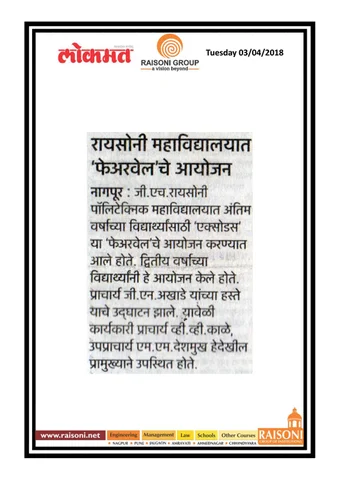 लोकमत
RAISONI GROUP
a vision beyond
Tuesday 03/04/2018
रायसोनी महाविद्यालयात
'फेअरवेल'चे आयोजन
नागपूर : जी.एच.रायसोनी
पॉलिटेक्निक महाविद्यालयात अंतिम
वर्षाच्या विद्यार्थ्यांसाठी 'एक्सोडस'
या 'फेअरवेल'चे आयोजन करण्यात
आले होते. द्वितीय वर्षाच्या
विद्यार्थ्यांनी हे आयोजन केले होते.
प्राचार्य जी.एन.अखाडे यांच्या हस्ते
याचे उद्घाटन झाले. यावेळी
कार्यकारी प्राचार्य व्ही.व्ही.काळे,
उपप्राचार्य एम.एम.देशमुख हेदेखील
प्रामुख्याने उपस्थित होते.
www.raisoni.net Engineering Management Law Schools Other Courses RAISONI
• NAGPUR • PUNE • JALGAON • AMRAVATI • AHMEDNAGAR • CHHINDWARA